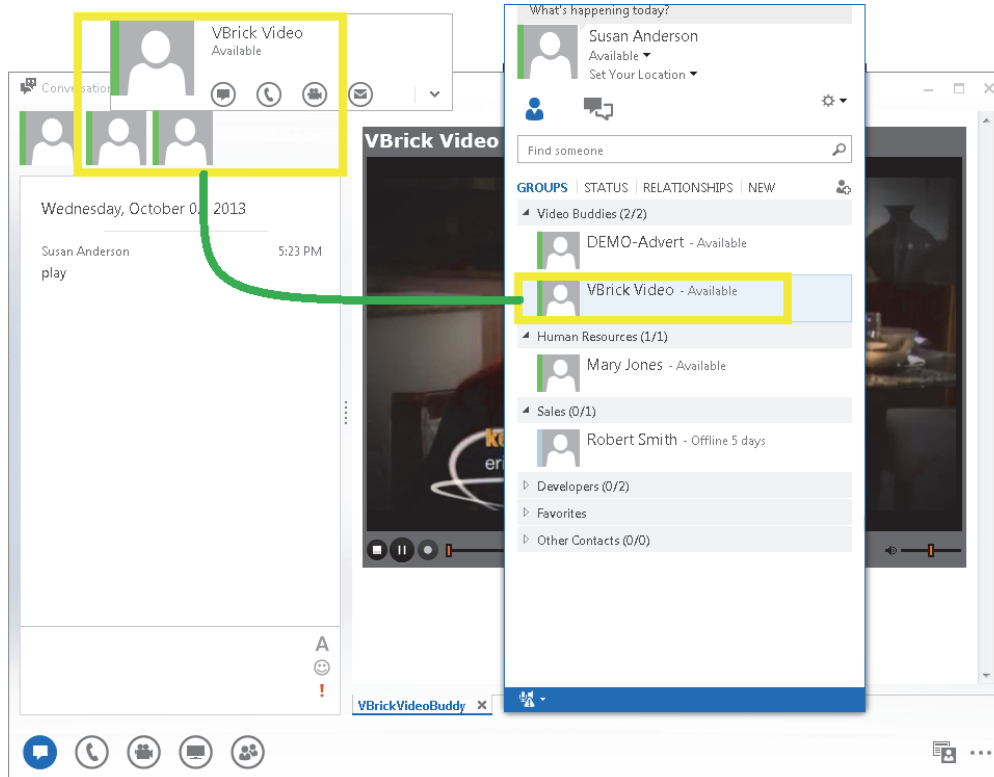 VBrick Video
Available
Conversation
Wednesday, October 0 , 2013
Susan Anderson 5:23 PM
play
A
!
VBrick Video
VBrickVideoBuddy
What's happening today?
Susan Anderson
Available
Set Your Location
Find someone
GROUPS STATUS RELATIONSHIPS NEW
Video Buddies (2/2)
DEMO-Advert - Available
VBrick Video - Available
Human Resources (1/1)
Mary Jones - Available
Sales (0/1)
Robert Smith - Offline 5 days
Developers (0/2)
Favorites
Other Contacts (0/0)